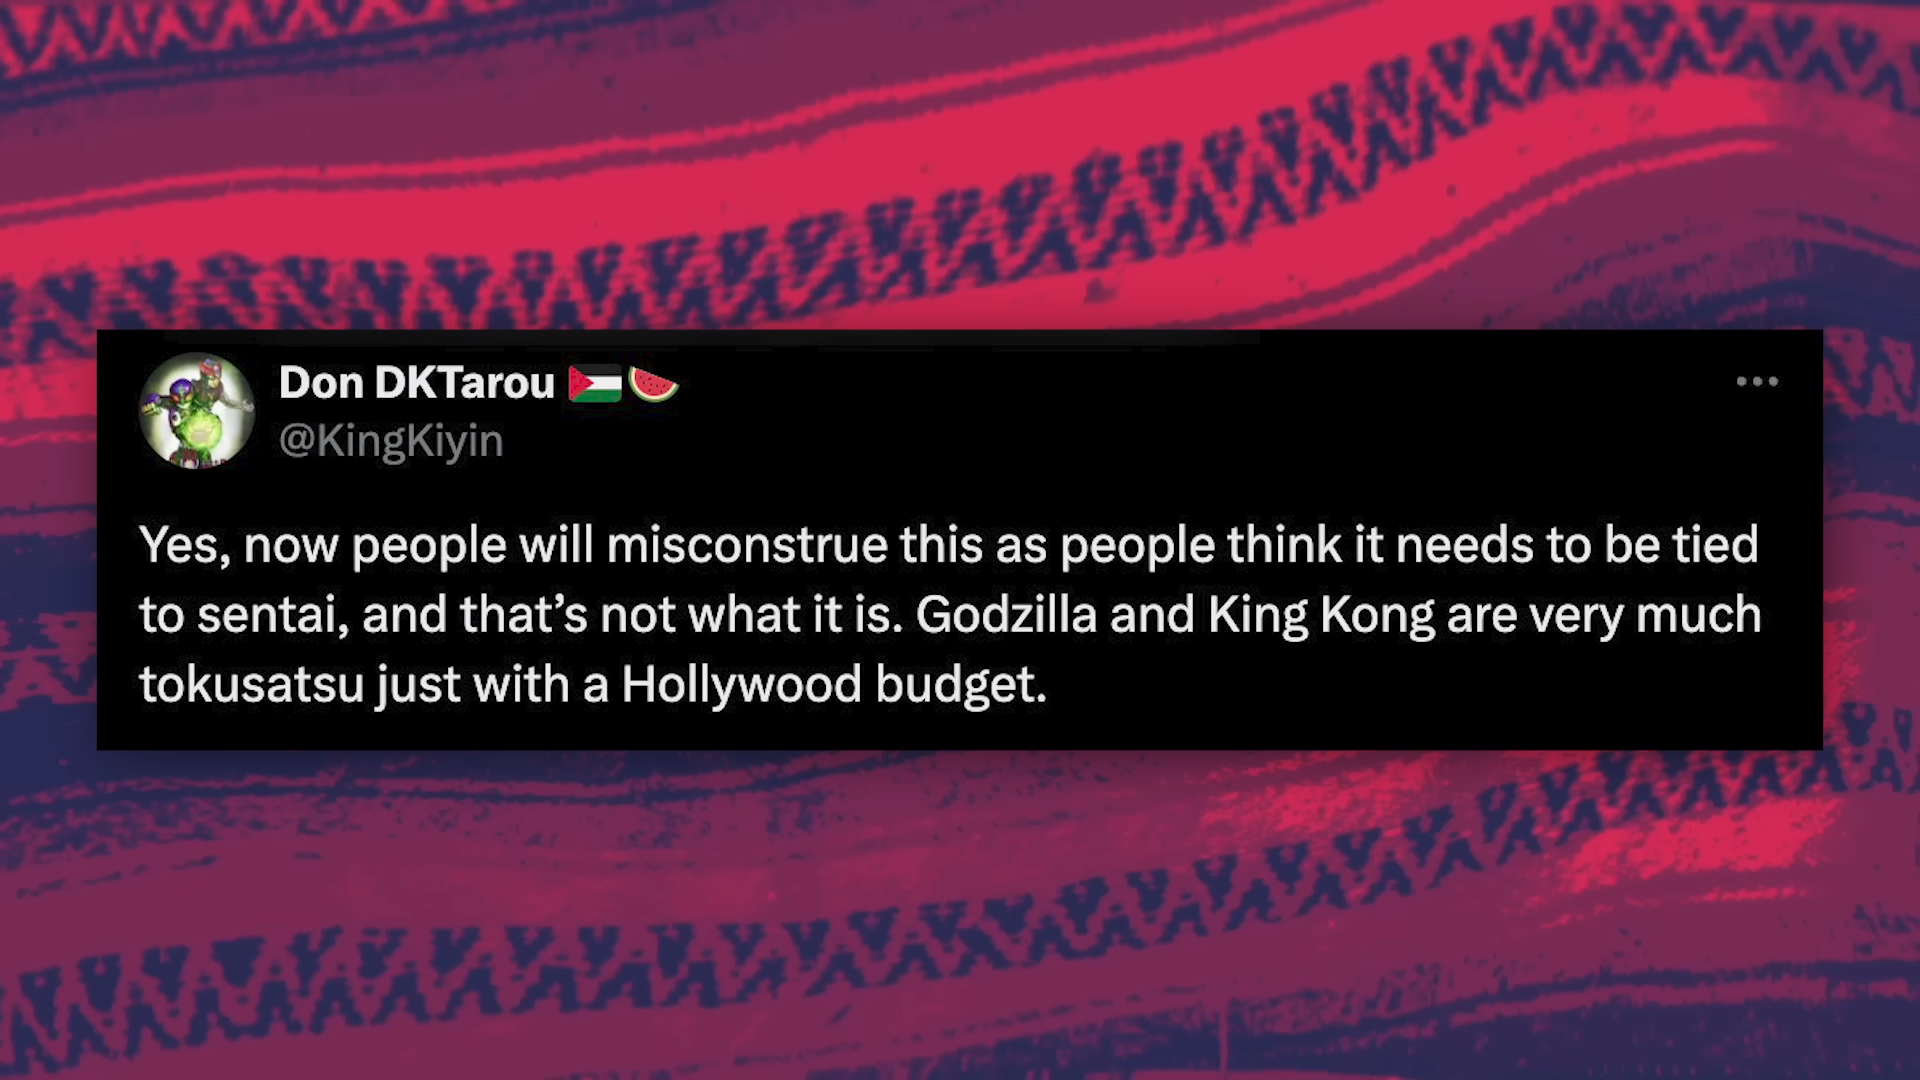 Don DKTarou 🇵🇸🍉
@KingKiyin
Yes, now people will misconstrue this as people think it needs to be tied
to sentai, and that’s not what it is. Godzilla and King Kong are very much
tokusatsu just with a Hollywood budget.